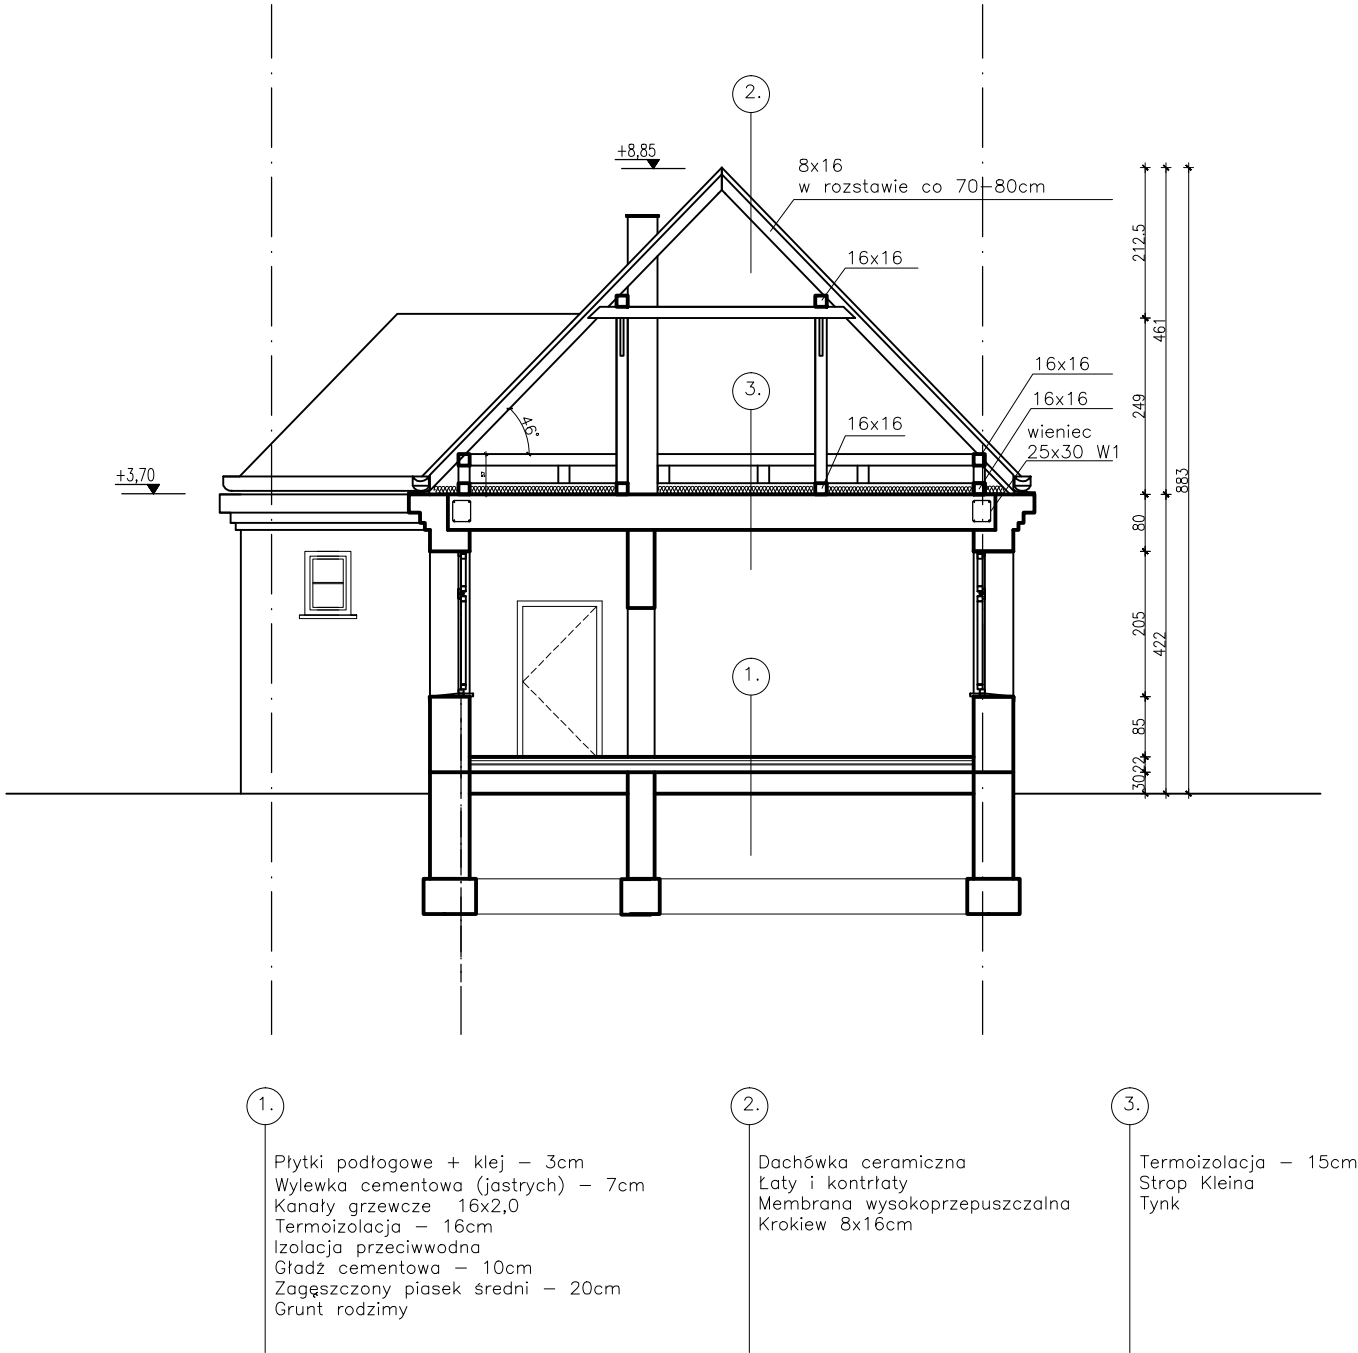 2.
+8,85
8x16
w rozstawie co 70-80cm
212.5
16x16
461
46°
3.
16x16
16x16
249
16x16
wieniec
25x30 W1
+3,70
883
80
205
422
1.
85
22
30
1.
Płytki podłogowe + klej - 3cm
Wylewka cementowa (jastrych) - 7cm
Kanały grzewcze 16x2,0
Termoizolacja - 16cm
Izolacja przeciwwodna
Gładź cementowa - 10cm
Zagęszczony piasek średni - 20cm
Grunt rodzimy
2.
Dachówka ceramiczna
Łaty i kontrłaty
Membrana wysokoprzepuszczalna
Krokiew 8x16cm
3.
Termoizolacja - 15cm
Strop Kleina
Tynk